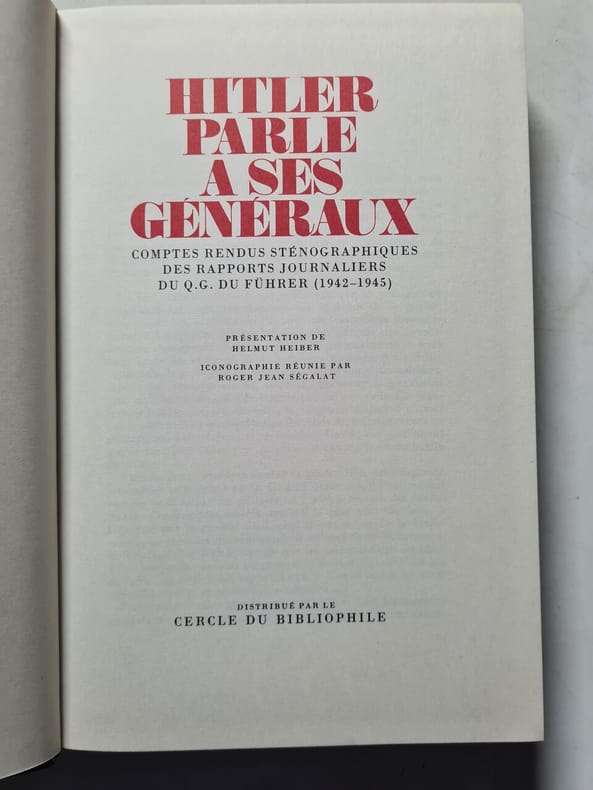 HITLER
PARLE
A SES
GÉNÉRAUX
COMPTES RENDUS STÉNOGRAPHIQUES
DES RAPPORTS JOURNALIERS
DU Q.G. DU FÜHRER (1942–1945)
PRÉSENTATION DE
HELMUT HEIBER
ICONOGRAPHIE RÉUNIE PAR
ROGER JEAN SÉGALAT
DISTRIBUÉ PAR LE
CERCLE DU BIBLIOPHILE